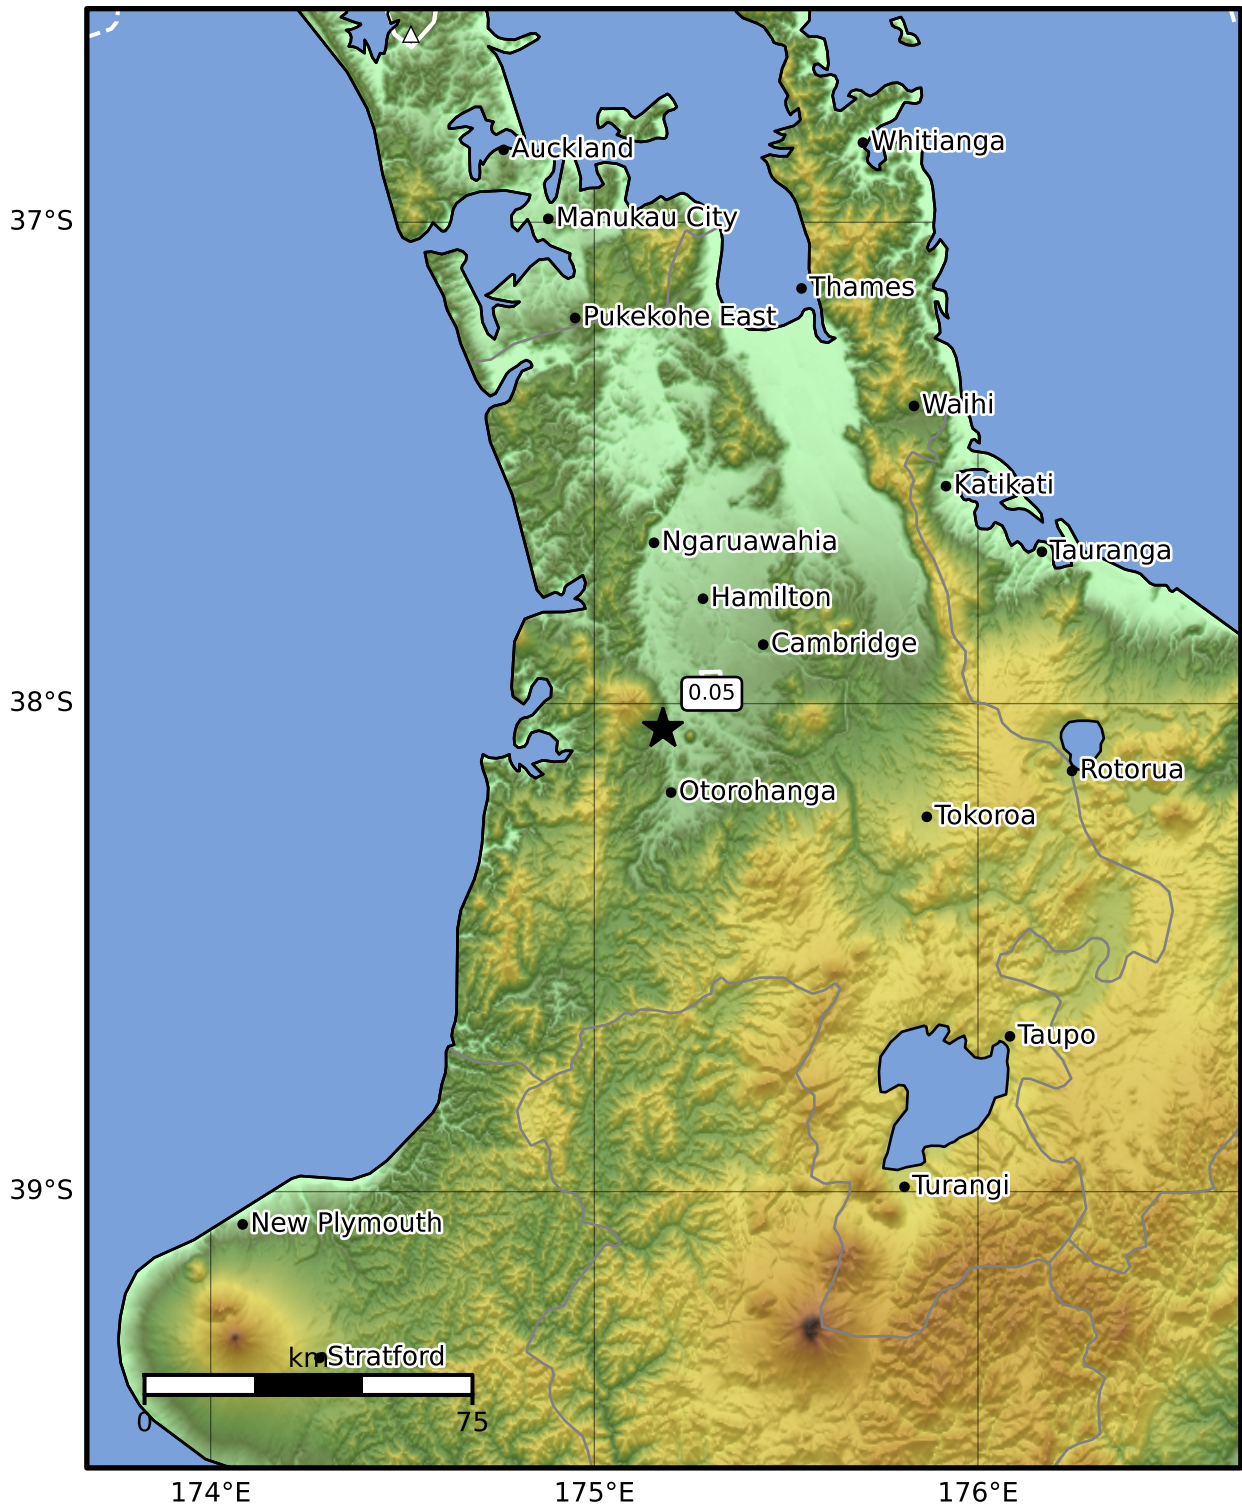 Auckland
Whitianga
37°S
Manukau City
Thames
Pukekohe East
Waihi
Katikati
Ngaruawahia
Tauranga
Hamilton
Cambridge
38°S
0.05
Rotorua
Otorohanga
Tokoroa
Taupo
39°S
Turangi
New Plymouth
km
Stratford
0
75
174°E
175°E
176°E